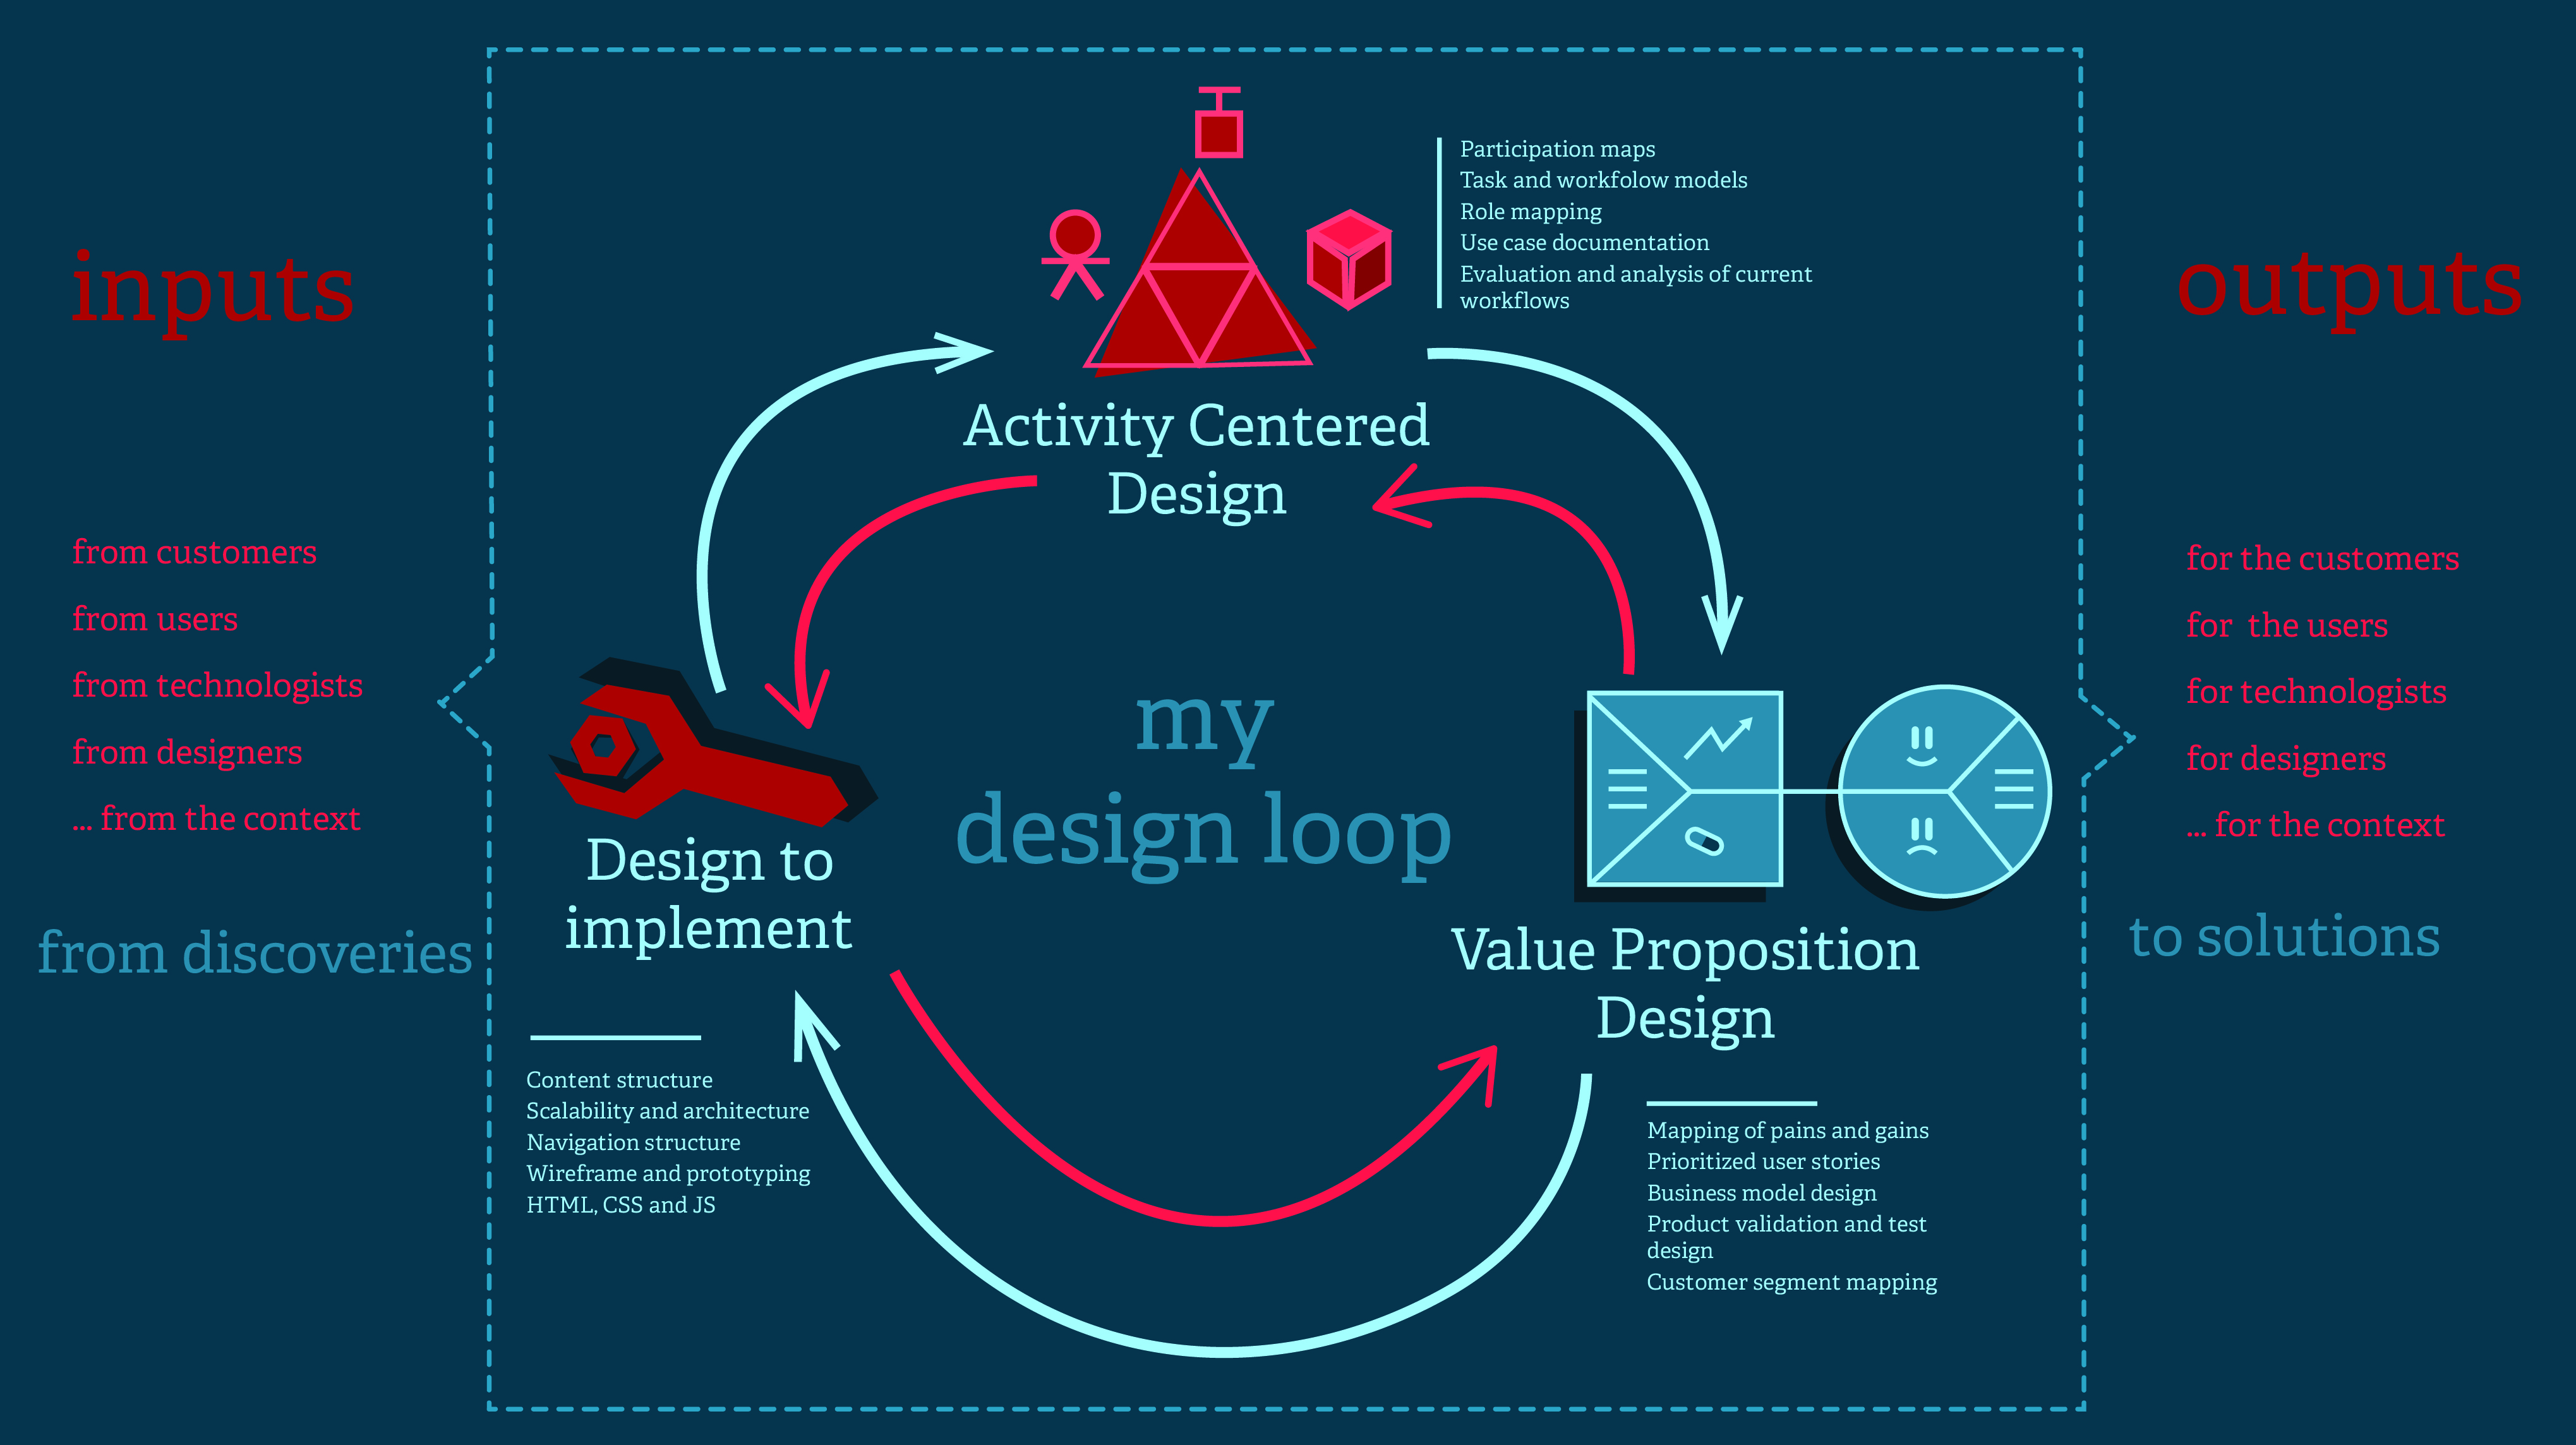 inputs
from customers
from users
from technologists
from designers
... from the context
from discoveries
Participation maps
Task and workfolow models
Role mapping
Use case documentation
Evaluation and analysis of current
workflows
Activity Centered
Design
my
design loop
Design to
implement
Content structure
Scalability and architecture
Navigation structure
Wireframe and prototyping
HTML, CSS and JS
Value Proposition
Design
Mapping of pains and gains
Prioritized user stories
Business model design
Product validation and test
design
Customer segment mapping
outputs
for the customers
for  the users
for technologists
for designers
... for the context
to solutions